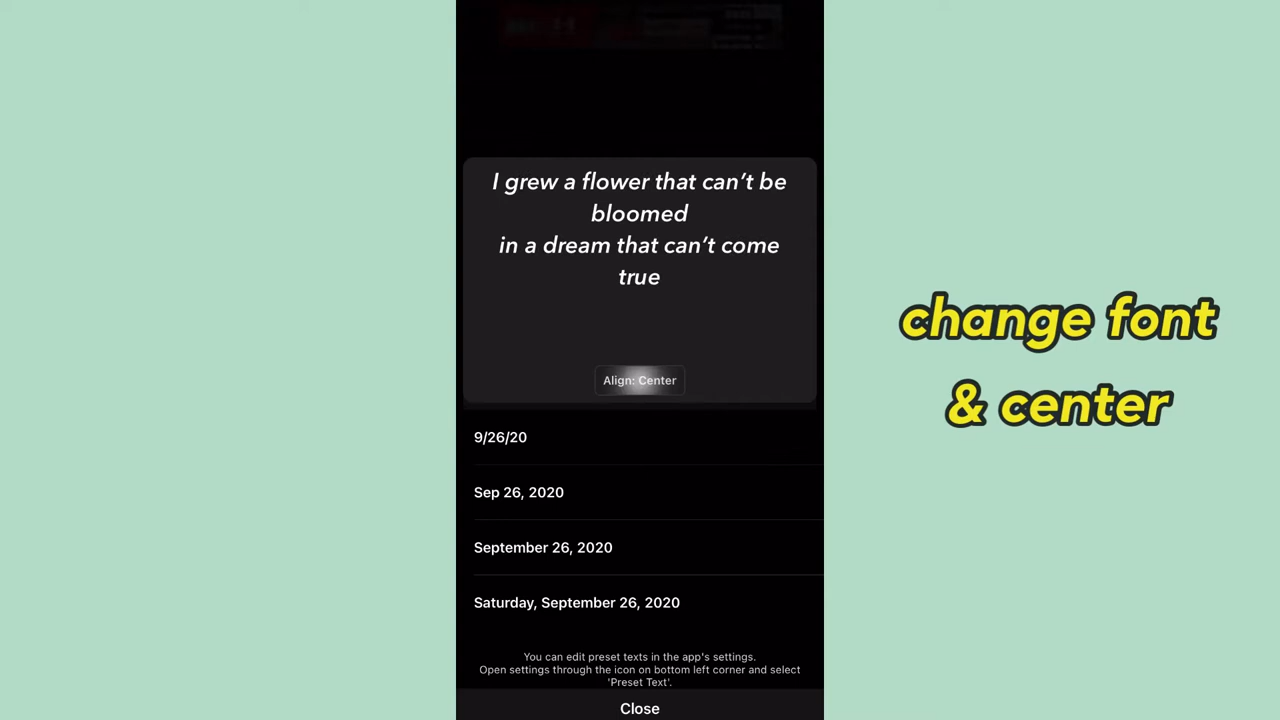 I grew a flower that can't be
bloomed
in a dream that can't come
true
Align: Center
9/26/20
Sep 26, 2020
September 26, 2020
Saturday, September 26, 2020
You can edit preset texts in the app's settings.
Open settings through the icon on bottom left corner and select
'Preset Text'.
Close
change font
& center